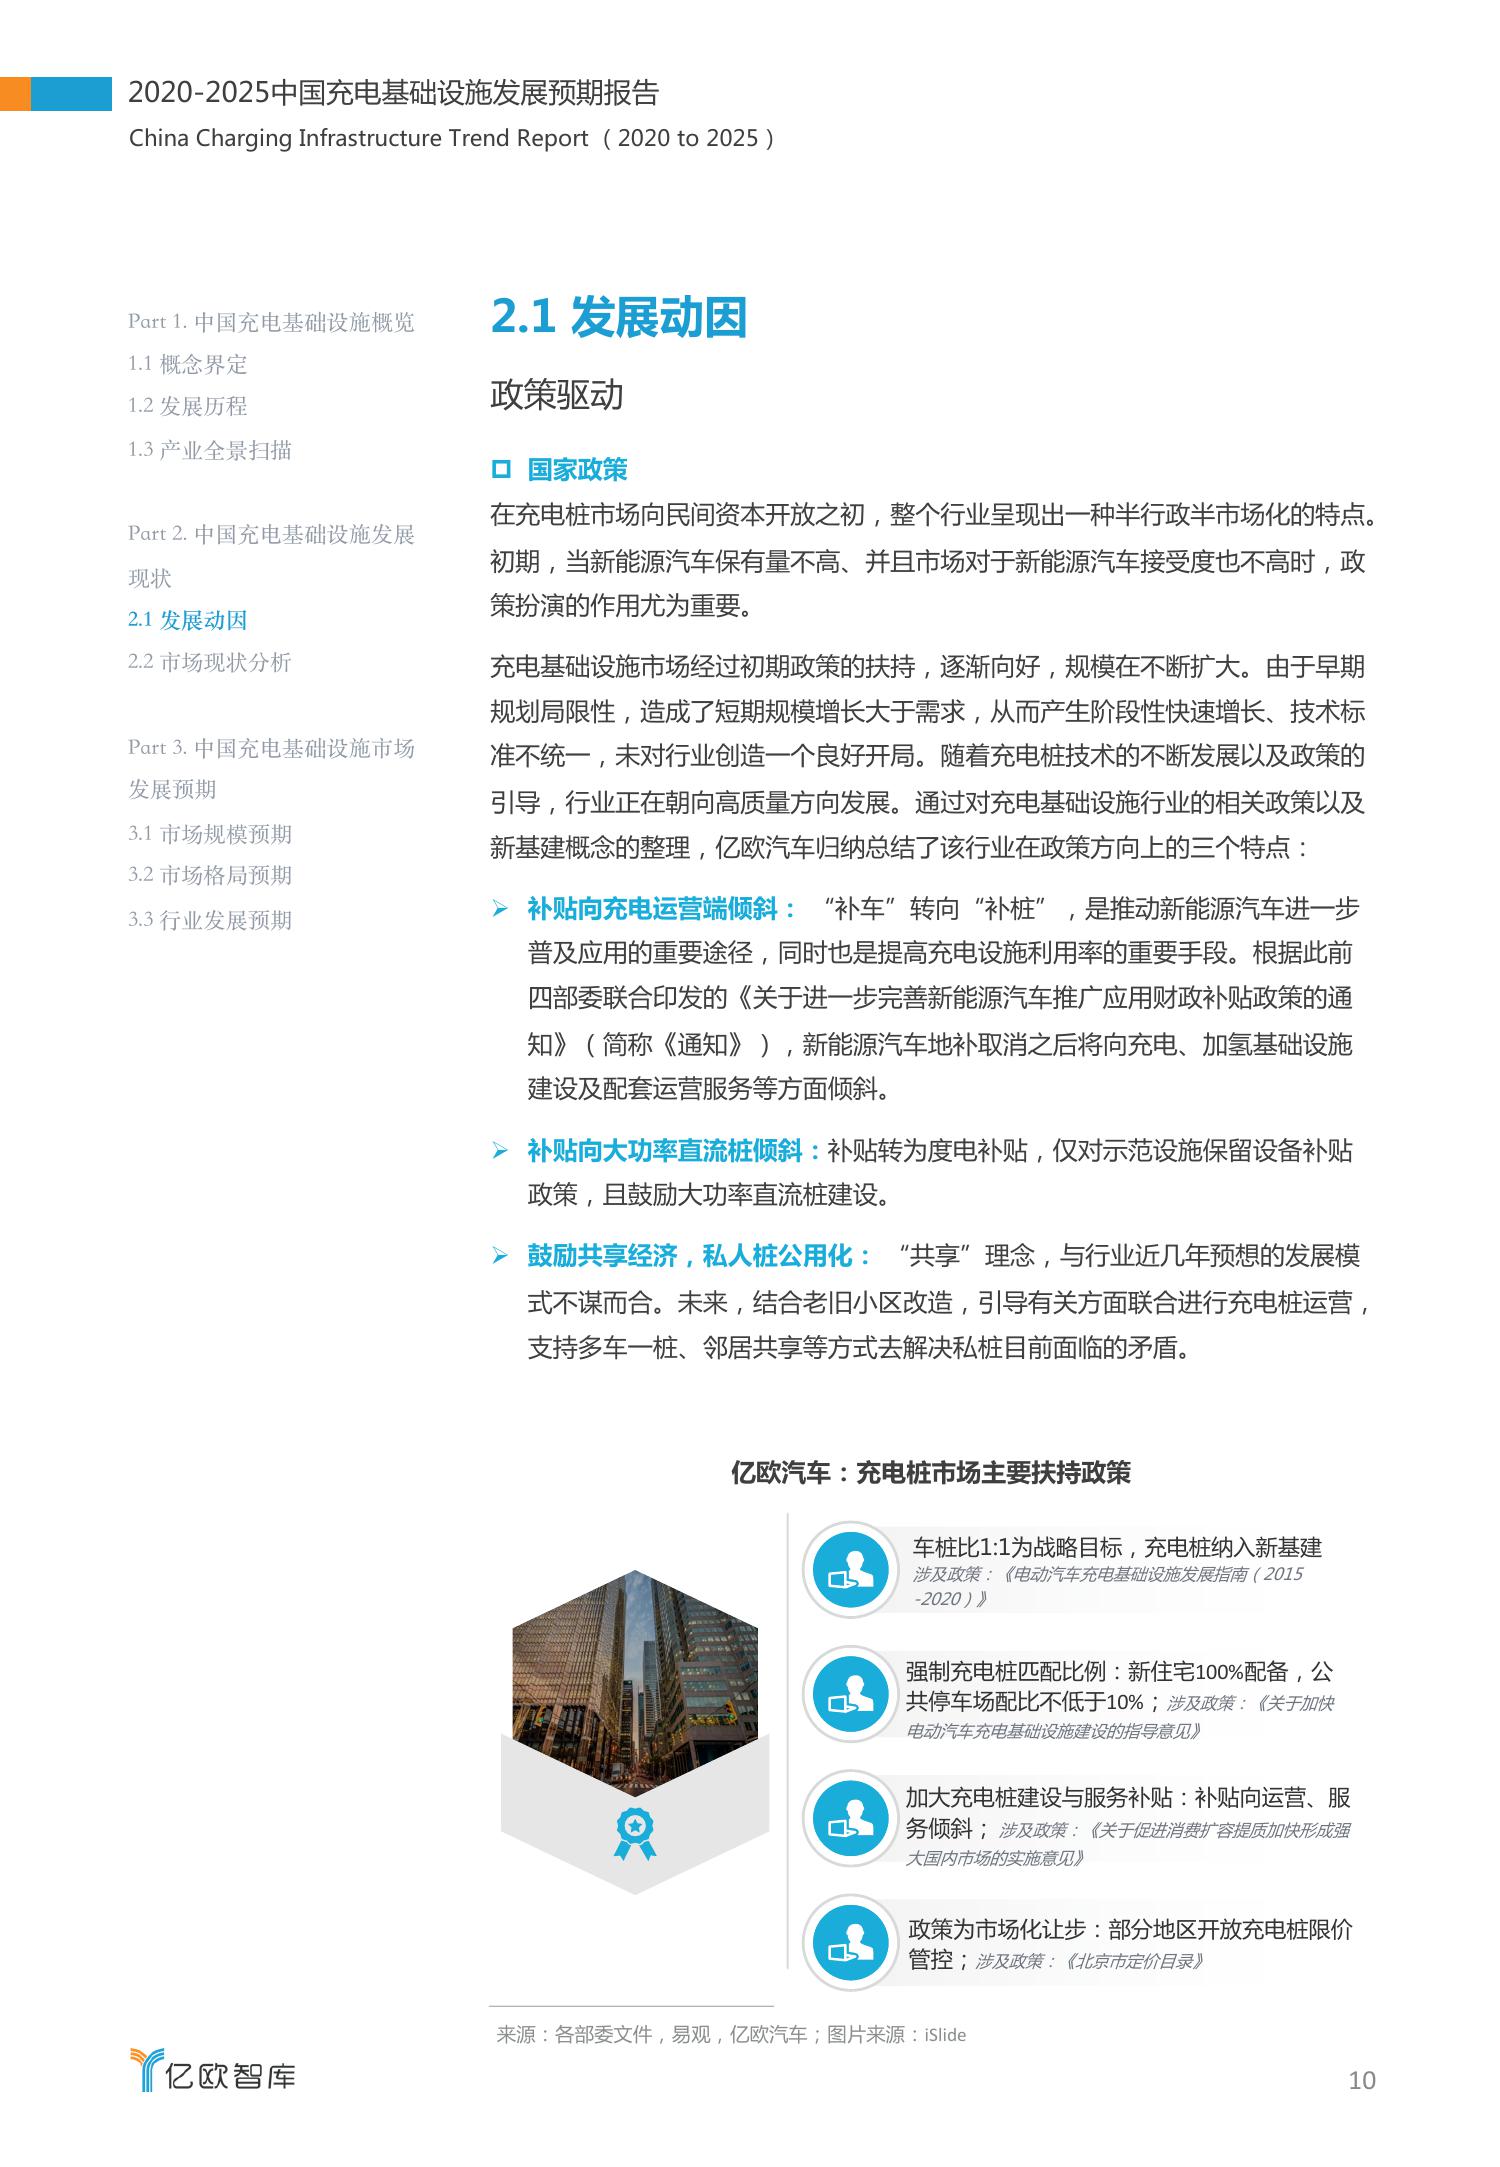 2020-2025中国充电基础设施发展预期报告
China Charging Infrastructure Trend Report（2020 to 2025）
Part 1. 中国充电基础设施概览
1.1 概念界定
1.2 发展历程
1.3 产业全景扫描
Part 2. 中国充电基础设施发展
现状
2.1 发展动因
2.2 市场现状分析
Part 3. 中国充电基础设施市场
发展预期
3.1 市场规模预期
3.2 市场格局预期
3.3 行业发展预期
2.1 发展动因
政策驱动
国家政策
在充电桩市场向民间资本开放之初，整个行业呈现出一种半行政半市场化的特点。
初期，当新能源汽车保有量不高、并且市场对于新能源汽车接受度也不高时，政
策扮演的作用尤为重要。
充电基础设施市场经过初期政策的扶持，逐渐向好，规模在不断扩大。由于早期
规划局限性，造成了短期规模增长大于需求，从而产生阶段性快速增长、技术标
准不统一，未对行业创造一个良好开局。随着充电桩技术的不断发展以及政策的
引导，行业正在朝向高质量方向发展。通过对充电基础设施行业的相关政策以及
新基建概念的整理，亿欧汽车归纳总结了该行业在政策方向上的三个特点：
补贴向充电运营端倾斜：“补车”转向“补桩”，是推动新能源汽车进一步
普及应用的重要途径，同时也是提高充电设施利用率的重要手段。根据此前
四部委联合印发的《关于进一步完善新能源汽车推广应用财政补贴政策的通
知》（简称《通知》），新能源汽车地补取消之后将向充电、加氢基础设施
建设及配套运营服务等方面倾斜。
补贴向大功率直流桩倾斜：补贴转为度电补贴，仅对示范设施保留设备补贴
政策，且鼓励大功率直流桩建设。
鼓励共享经济，私人桩公用化：“共享”理念，与行业近几年预想的发展模
式不谋而合。未来，结合老旧小区改造，引导有关方面联合进行充电桩运营，
支持多车一桩、邻居共享等方式去解决私桩目前面临的矛盾。
亿欧汽车：充电桩市场主要扶持政策
车桩比1:1为战略目标，充电桩纳入新基建
涉及政策：《电动汽车充电基础设施发展指南（2015
-2020）》
强制充电桩匹配比例：新住宅100%配备，公
共停车场配比不低于10%；涉及政策：《关于加快
电动汽车充电基础设施建设的指导意见》
加大充电桩建设与服务补贴：补贴向运营、服
务倾斜；涉及政策：《关于促进消费扩容提质加快形成强
大国内市场的实施意见》
政策为市场化让步：部分地区开放充电桩限价
管控；涉及政策：《北京市定价目录》
来源：各部委文件，易观，亿欧汽车；图片来源：iSlide
亿欧智库
10